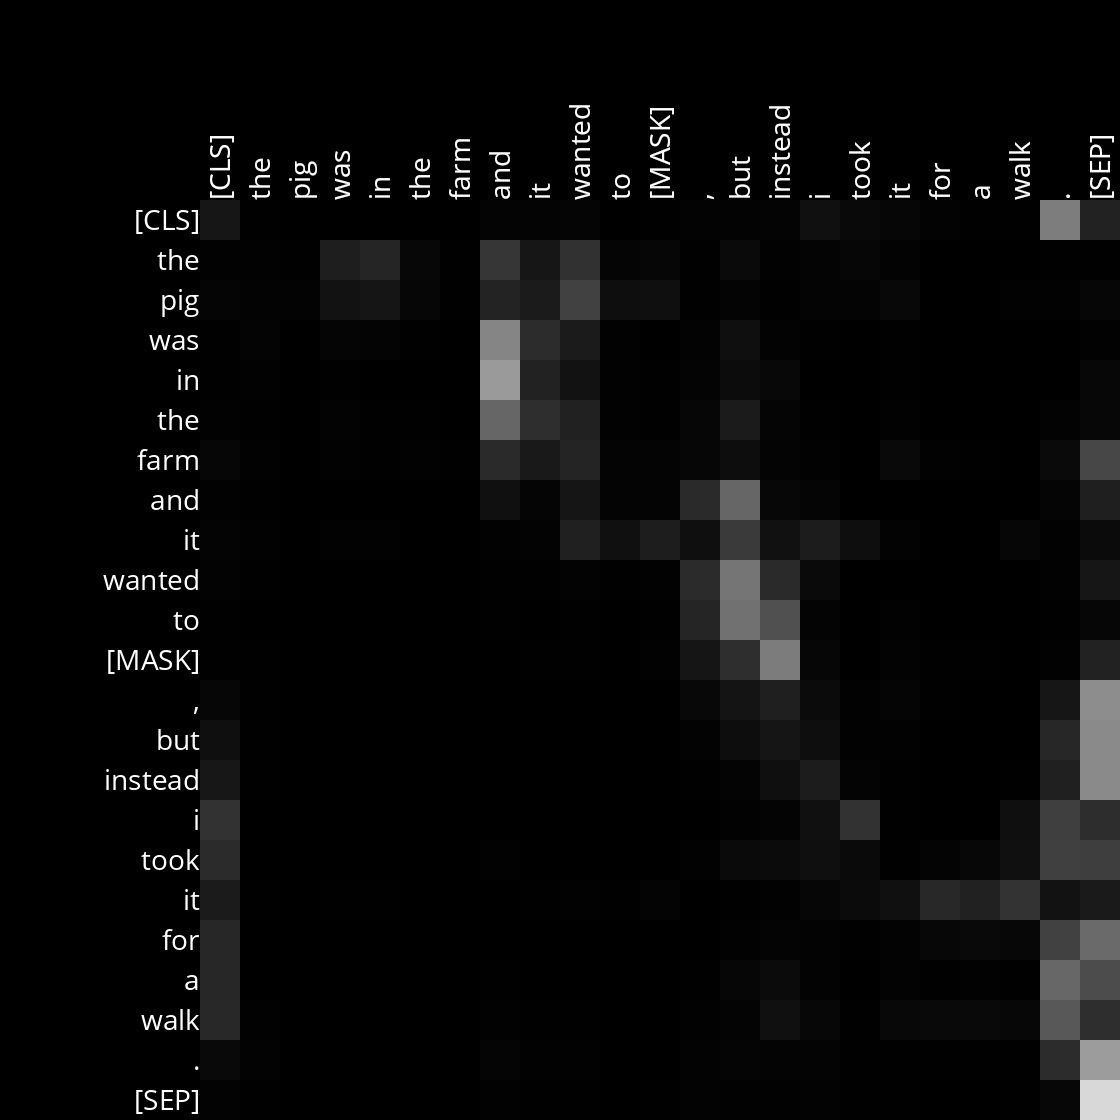 [CLS] the pig was in the farm and it wanted to [MASK] , but instead i took it for a walk . [SEP]
[CLS]
the
pig
was
in
the
farm
and
it
wanted
to
[MASK]
,
but
instead
i
took
it
for
a
walk
.
[SEP]